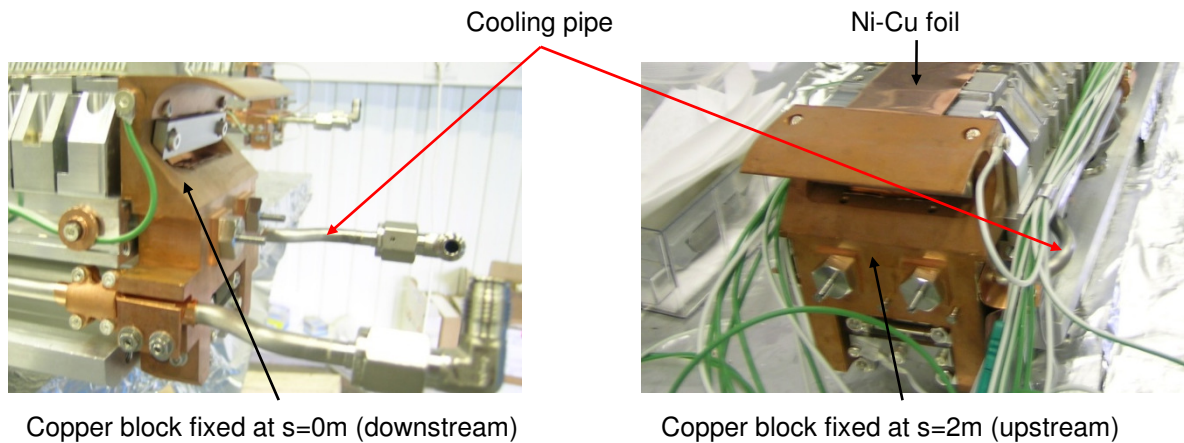 Cooling pipe
Ni-Cu foil
Copper block fixed at s=0m (downstream)
Copper block fixed at s=2m (upstream)